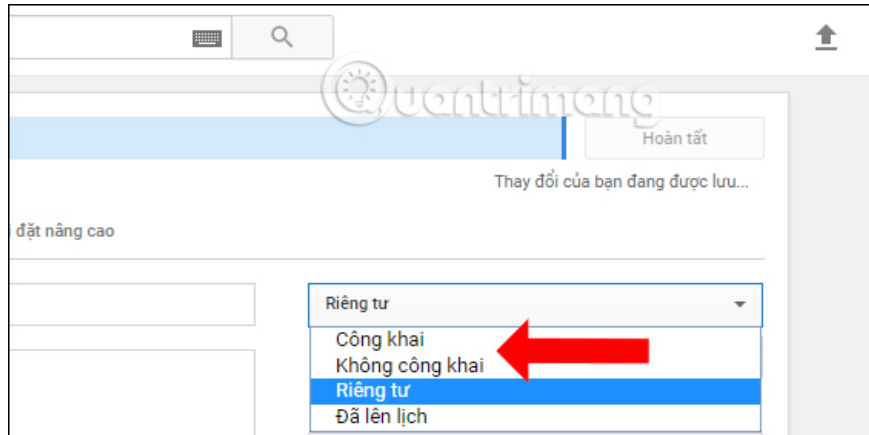 Quantrimang
Hoàn tất
Thay đổi của bạn đang được lưu...
đặt nâng cao
Riêng tư
Công khai
Không công khai
Riêng tư
Đã lên lịch